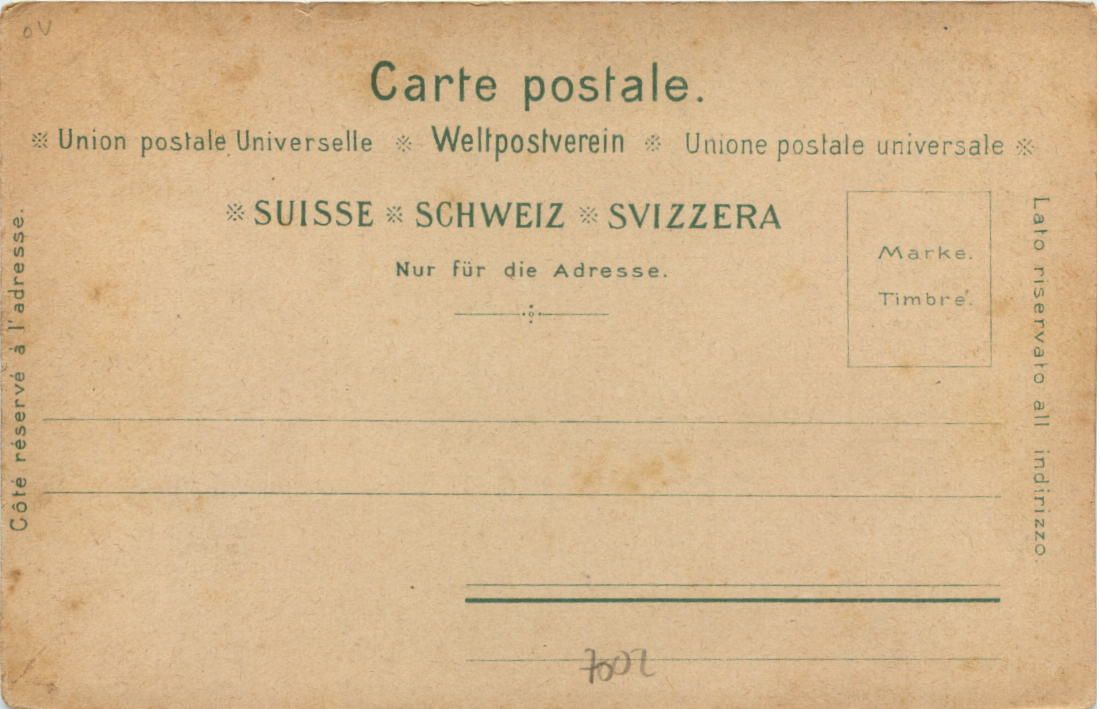 OV
Carte postale.
※ Union postale Universelle ※ Weltpostverein ※ Unione postale universale ※
※ SUISSE ※ SCHWEIZ ※ SVIZZERA
Nur für die Adresse.
Marke.
Timbre.
Côté réservé à l'adresse.
Lato riservato all indirizzo.
7002